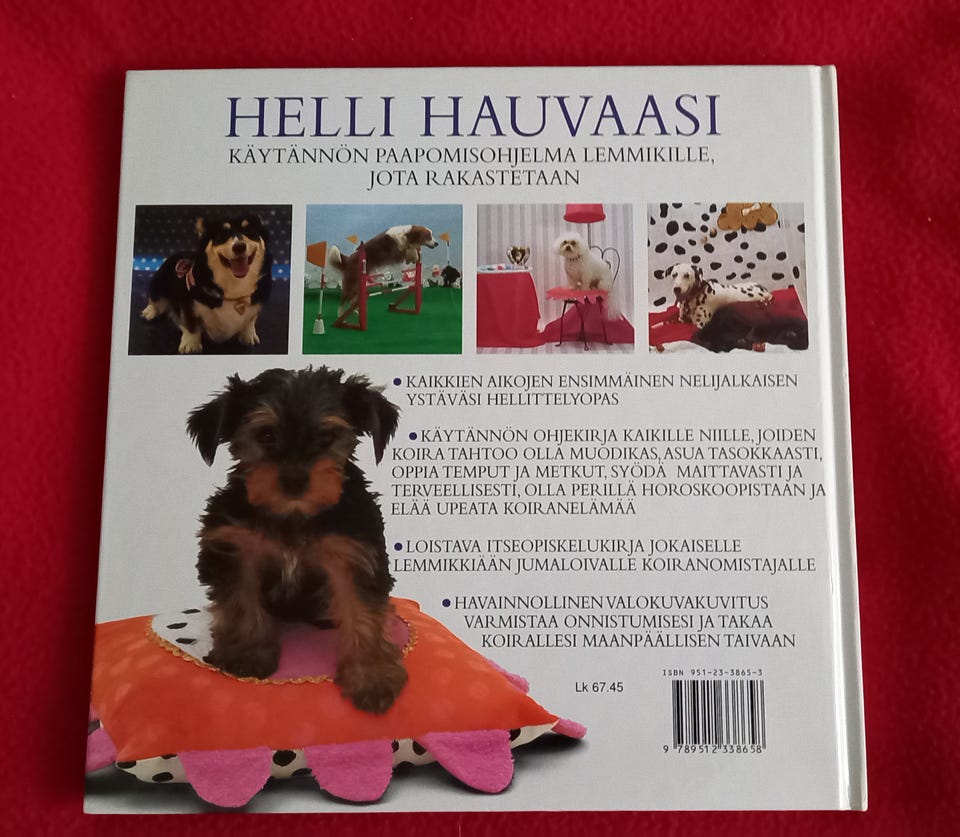 HELLI HAUVAASI
KÄYTÄNNÖN PAAPOMISOHJELMA LEMMIKILLE,
JOTA RAKASTETAAN
• KAIKKIEN AIKOJEN ENSIMMÄINEN NELIJALKAISEN
YSTÄVÄSI HELLITTELYOPAS
• KÄYTÄNNÖN OHJEKIRJA KAIKILLE NIILLE, JOIDEN
KOIRA TAHTOO OLLA MUODIKAS, ASUA TASOKKAASTI,
OPPIA TEMPUT JA METKUT, SYÖDÄ MAITTAVASTI JA
TERVEELLISESTI, OLLA PERILLÄ HOROSKOOPISTAAN JA
ELÄÄ UPEATA KOIRANELÄMÄÄ
• LOISTAVA ITSEOPISKELUKIRJA JOKAISELLE
LEMMIKKIÄÄN JUMALOIVALLE KOIRANOMISTAJALLE
• HAVAINNOLLINEN VALOKUVAKUVITUS
VARMISTAA ONNISTUMISESI JA TAKAA
KOIRALLESI MAANPÄÄLLISEN TAIVAAN
ISBN 951-23-3865-3
Lk 67.45
9 789512 338658